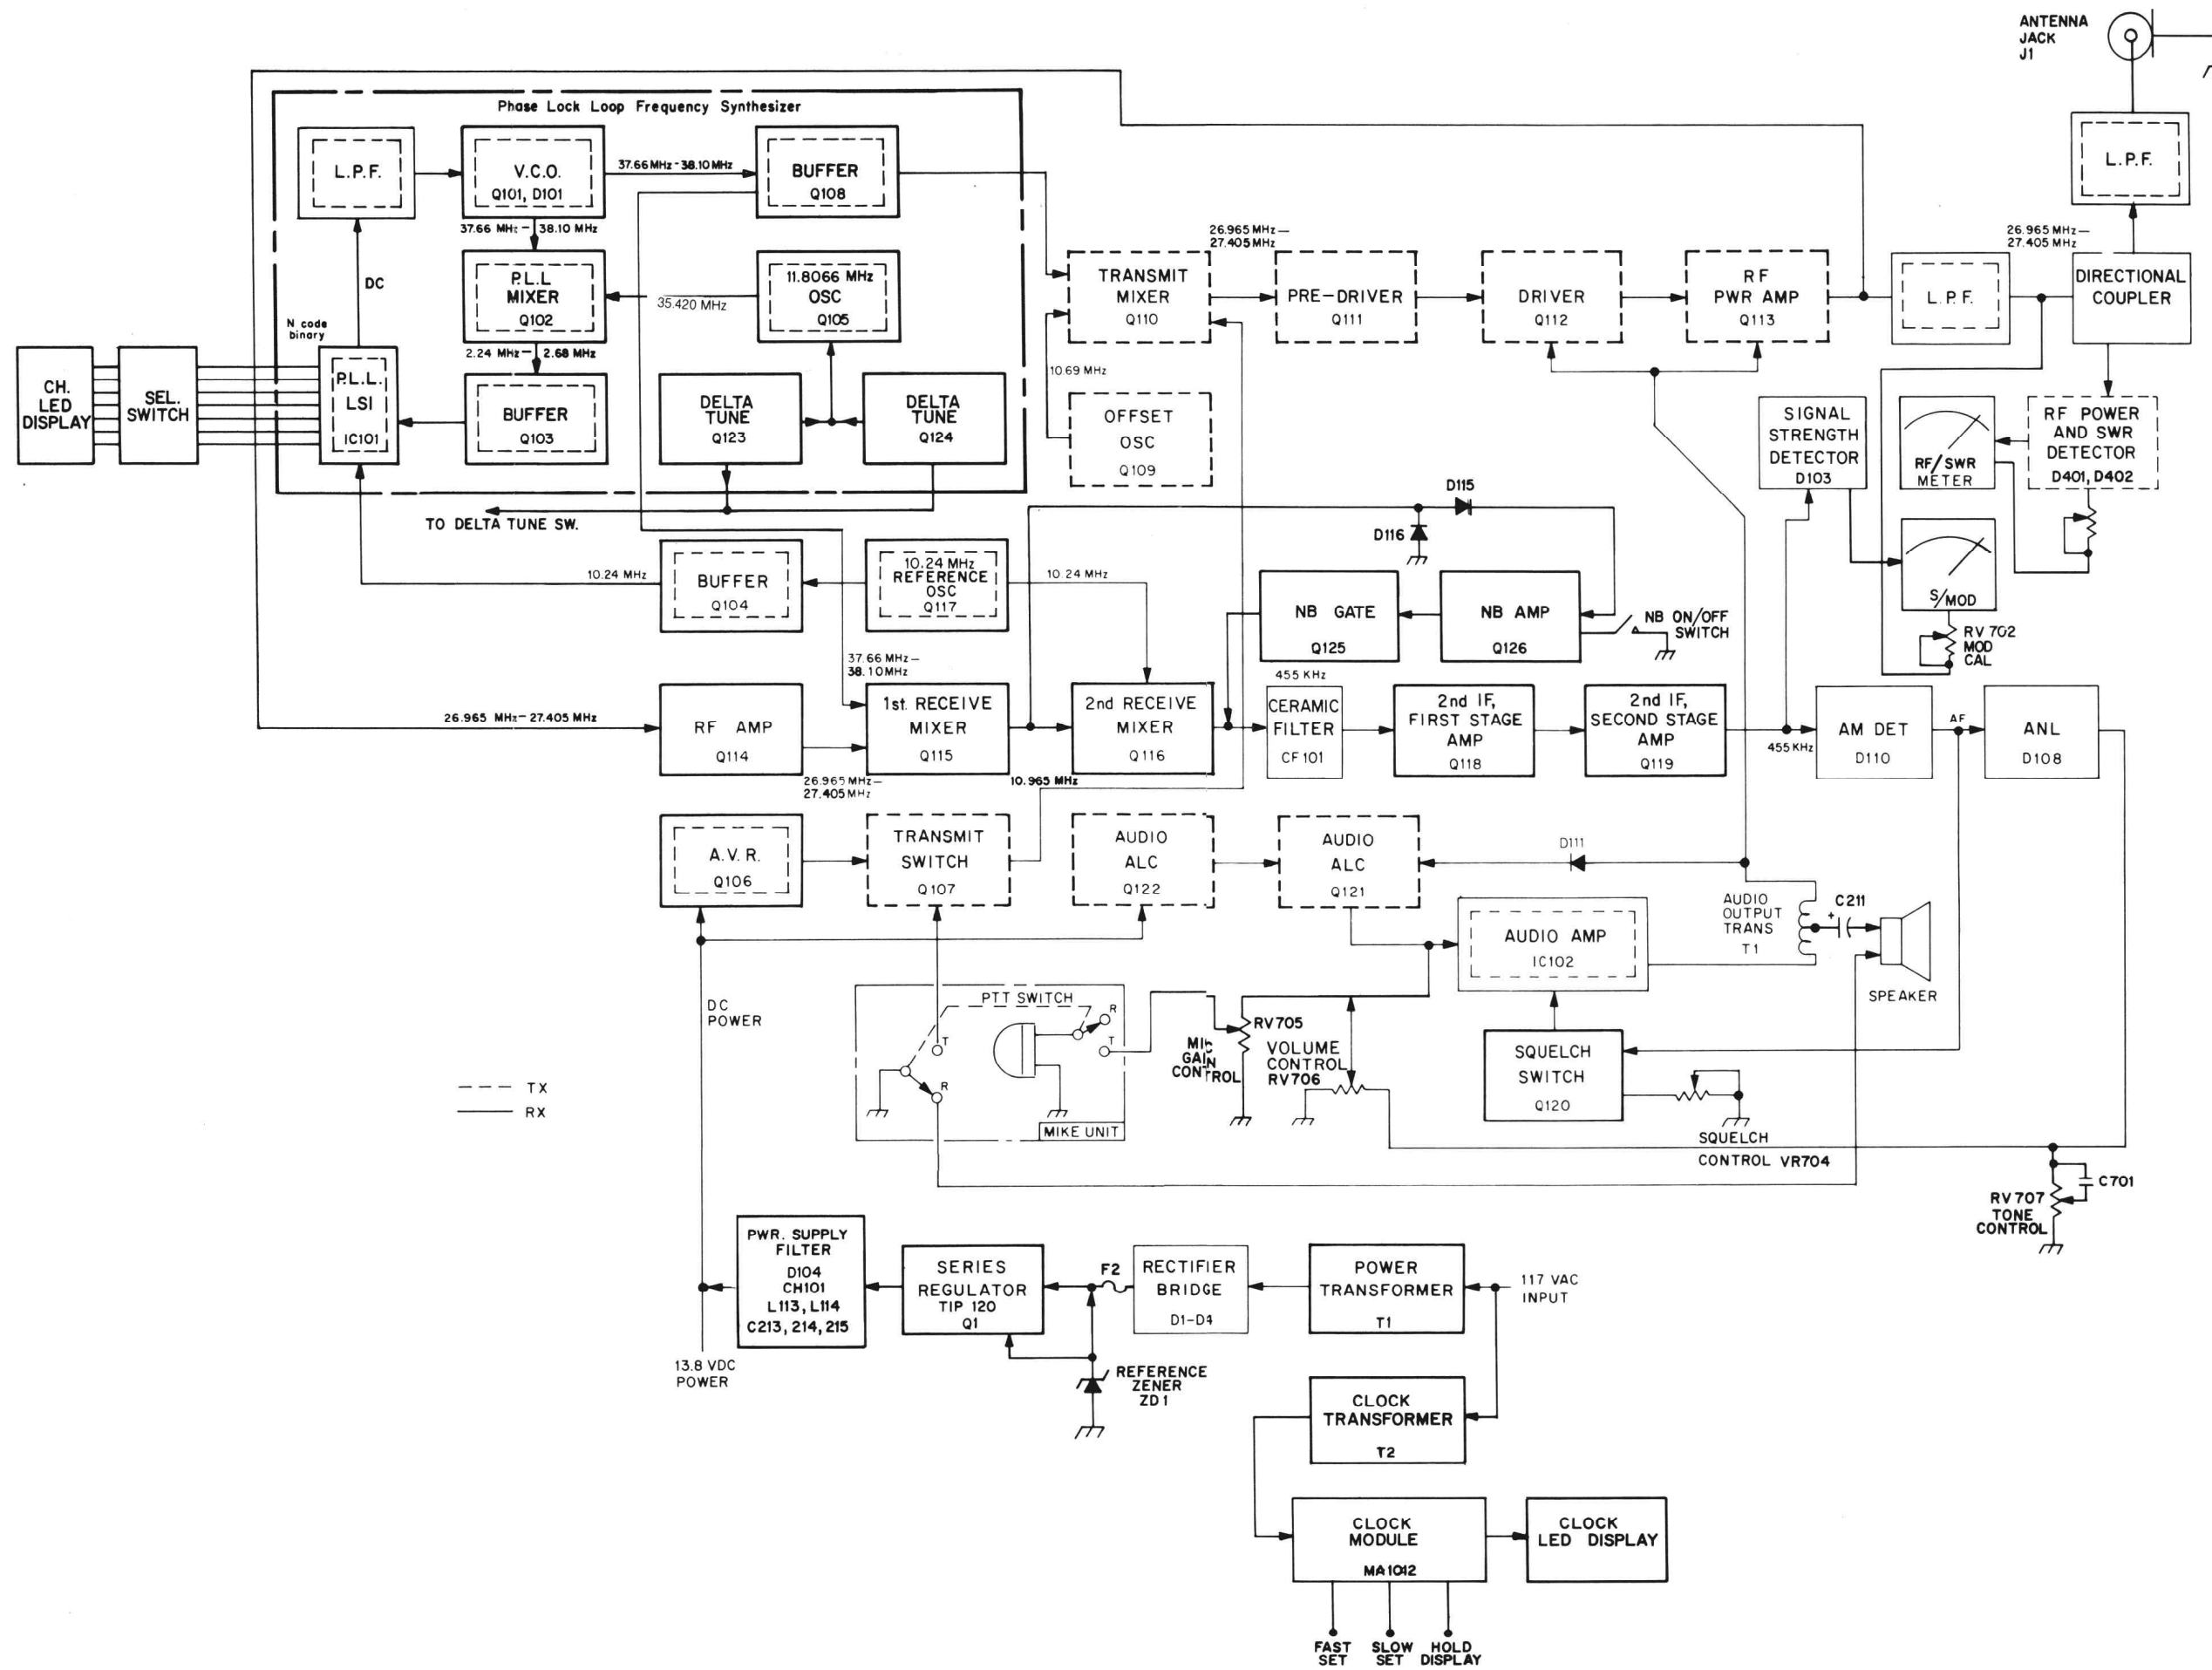 ANTENNA
JACK
J1
Phase Lock Loop Frequency Synthesizer
L.P.F.
V.C.O.
Q101, D101
37.66 MHz - 38.10 MHz
BUFFER
Q108
L.P.F.
37.66 MHz - 38.10 MHz
DC
P.L.L
MIXER
Q102
35.420 MHz
11.8066 MHz
OSC
Q105
26.965 MHz-
27.405 MHz
TRANSMIT
MIXER
Q110
PRE-DRIVER
Q111
DRIVER
Q112
RF
PWR AMP
Q113
L.P.F.
26.965 MHz-
27.405 MHz
DIRECTIONAL
COUPLER
N code
binary
2.24 MHz - 2.68 MHz
10.69 MHz
CH.
LED
DISPLAY
SEL.
SWITCH
P.L.L.
LSI
IC101
BUFFER
Q103
DELTA
TUNE
Q123
DELTA
TUNE
Q124
OFFSET
OSC
Q109
SIGNAL
STRENGTH
DETECTOR
D103
RF/SWR
METER
RF POWER
AND SWR
DETECTOR
D401, D402
TO DELTA TUNE SW.
D115
D116
10.24 MHz
BUFFER
Q104
10.24 MHz
REFERENCE
OSC
Q117
10.24 MHz
NB GATE
Q125
NB AMP
Q126
NB ON/OFF
SWITCH
S/MOD
RV 702
MOD
CAL
37.66 MHz-
38.10 MHz
455 KHz
26.965 MHz-27.405 MHz
RF AMP
Q114
1st. RECEIVE
MIXER
Q115
2nd RECEIVE
MIXER
Q116
CERAMIC
FILTER
CF101
2nd IF,
FIRST STAGE
AMP
Q118
2nd IF,
SECOND STAGE
AMP
Q119
455 KHz
AM DET
D110
AF
ANL
D108
26.965 MHz-
27.405 MHz
10.965 MHz
A.V.R.
Q106
TRANSMIT
SWITCH
Q107
AUDIO
ALC
Q122
AUDIO
ALC
Q121
D111
AUDIO
OUTPUT
TRANS
T1
+
C211
SPEAKER
AUDIO AMP
IC102
DC
POWER
PTT SWITCH
R
T
T
R
MIKE UNIT
MIC
GAIN
CONTROL
RV705
VOLUME
CONTROL
RV706
SQUELCH
SWITCH
Q120
SQUELCH
CONTROL VR704
TX
RX
RV707
TONE
CONTROL
C701
PWR. SUPPLY
FILTER
D104
CH101
L113, L114
C213, 214, 215
SERIES
REGULATOR
TIP 120
Q1
F2
RECTIFIER
BRIDGE
D1-D4
POWER
TRANSFORMER
T1
117 VAC
INPUT
13.8 VDC
POWER
REFERENCE
ZENER
ZD1
CLOCK
TRANSFORMER
T2
CLOCK
MODULE
MA1012
CLOCK
LED DISPLAY
FAST
SET
SLOW
SET
HOLD
DISPLAY